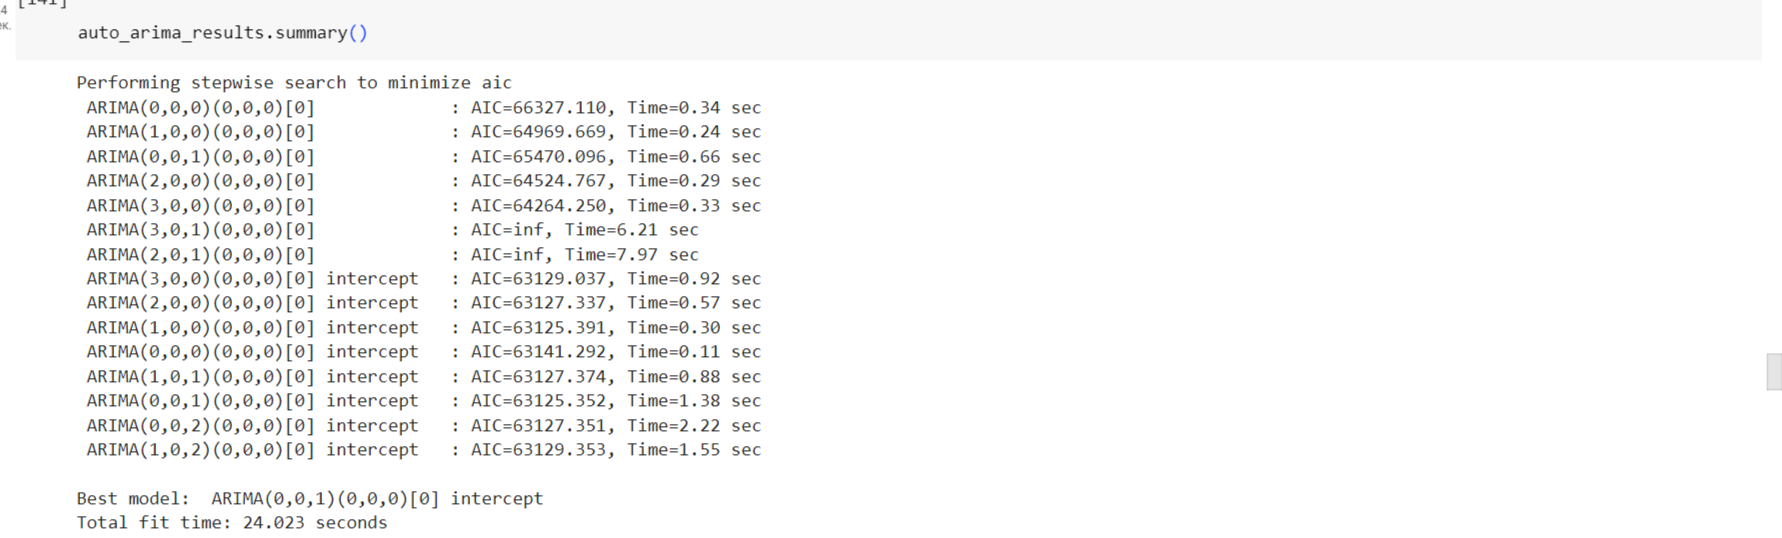 [141]
4
ек.
auto_arima_results.summary()
Performing stepwise search to minimize aic
ARIMA(0,0,0)(0,0,0)[0]             : AIC=66327.110, Time=0.34 sec
ARIMA(1,0,0)(0,0,0)[0]             : AIC=64969.669, Time=0.24 sec
ARIMA(0,0,1)(0,0,0)[0]             : AIC=65470.096, Time=0.66 sec
ARIMA(2,0,0)(0,0,0)[0]             : AIC=64524.767, Time=0.29 sec
ARIMA(3,0,0)(0,0,0)[0]             : AIC=64264.250, Time=0.33 sec
ARIMA(3,0,1)(0,0,0)[0]             : AIC=inf, Time=6.21 sec
ARIMA(2,0,1)(0,0,0)[0]             : AIC=inf, Time=7.97 sec
ARIMA(3,0,0)(0,0,0)[0] intercept   : AIC=63129.037, Time=0.92 sec
ARIMA(2,0,0)(0,0,0)[0] intercept   : AIC=63127.337, Time=0.57 sec
ARIMA(1,0,0)(0,0,0)[0] intercept   : AIC=63125.391, Time=0.30 sec
ARIMA(0,0,0)(0,0,0)[0] intercept   : AIC=63141.292, Time=0.11 sec
ARIMA(1,0,1)(0,0,0)[0] intercept   : AIC=63127.374, Time=0.88 sec
ARIMA(0,0,1)(0,0,0)[0] intercept   : AIC=63125.352, Time=1.38 sec
ARIMA(0,0,2)(0,0,0)[0] intercept   : AIC=63127.351, Time=2.22 sec
ARIMA(1,0,2)(0,0,0)[0] intercept   : AIC=63129.353, Time=1.55 sec
Best model:  ARIMA(0,0,1)(0,0,0)[0] intercept
Total fit time: 24.023 seconds